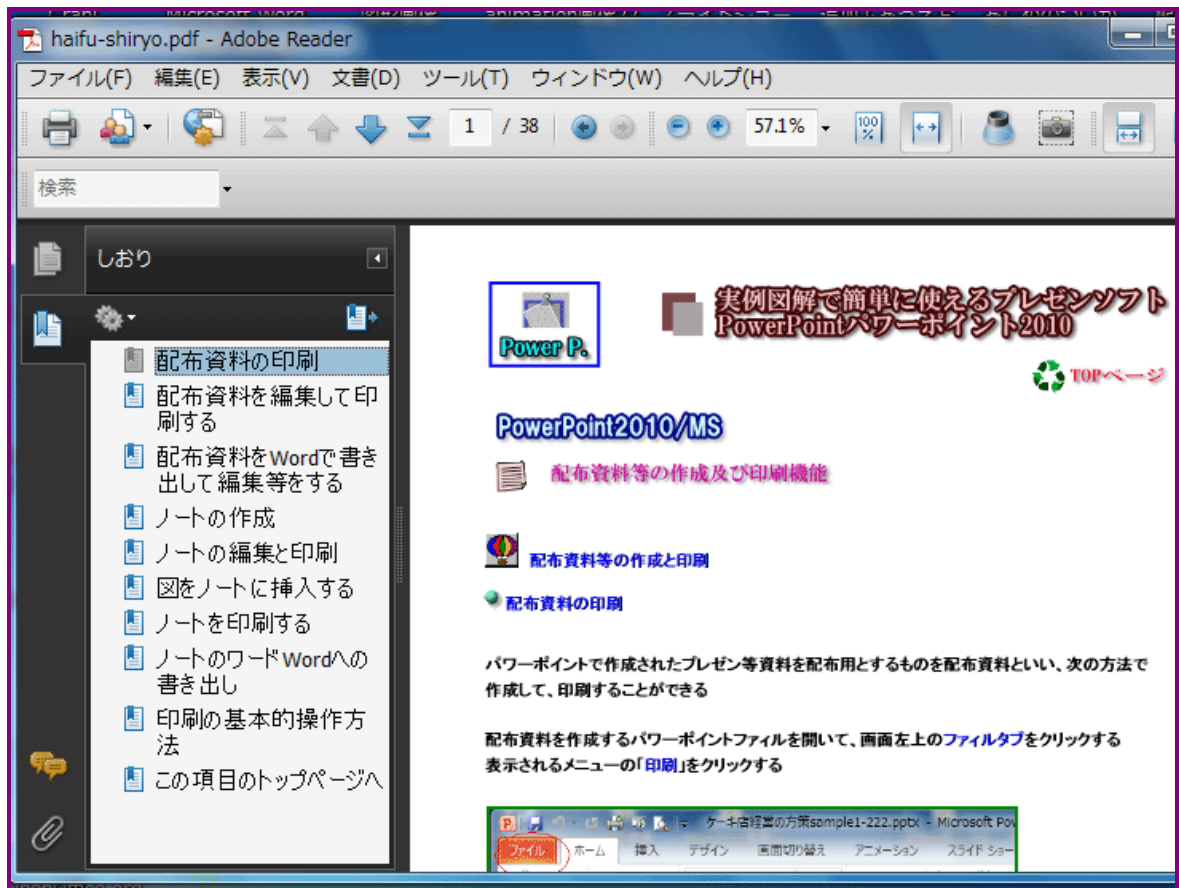 Microsoft Word
haifu-shiryo.pdf - Adobe Reader
ファイル(F) 編集(E) 表示(V) 文書(D) ツール(T) ウィンドウ(W) ヘルプ(H)
1 / 38 57.1% 100%
検索
しおり
配布資料の印刷
配布資料を編集して印
刷する
配布資料をWordで書き
出して編集等をする
ノートの作成
ノートの編集と印刷
図をノートに挿入する
ノートを印刷する
ノートのワードWordへの
書き出し
印刷の基本的操作方
法
この項目のトップページへ
Power P.
実例図解で簡単に使えるプレゼンソフト
PowerPointパワーポイント2010
TOPページ
PowerPoint2010/MS
配布資料等の作成及び印刷機能
配布資料等の作成と印刷
配布資料の印刷
パワーポイントで作成されたプレゼン等資料を配布用とするものを配布資料といい、次の方法で
作成して、印刷することができる
配布資料を作成するパワーポイントファィルを開いて、画面左上のファィルタブをクリックする
表示されるメニューの「印刷」をクリックする
ケーキ店経営の方策sample1-222.pptx - Microsoft Pow
ファイル ホーム 挿入 デザイン 画面切り替え アニメーション スライド ショー